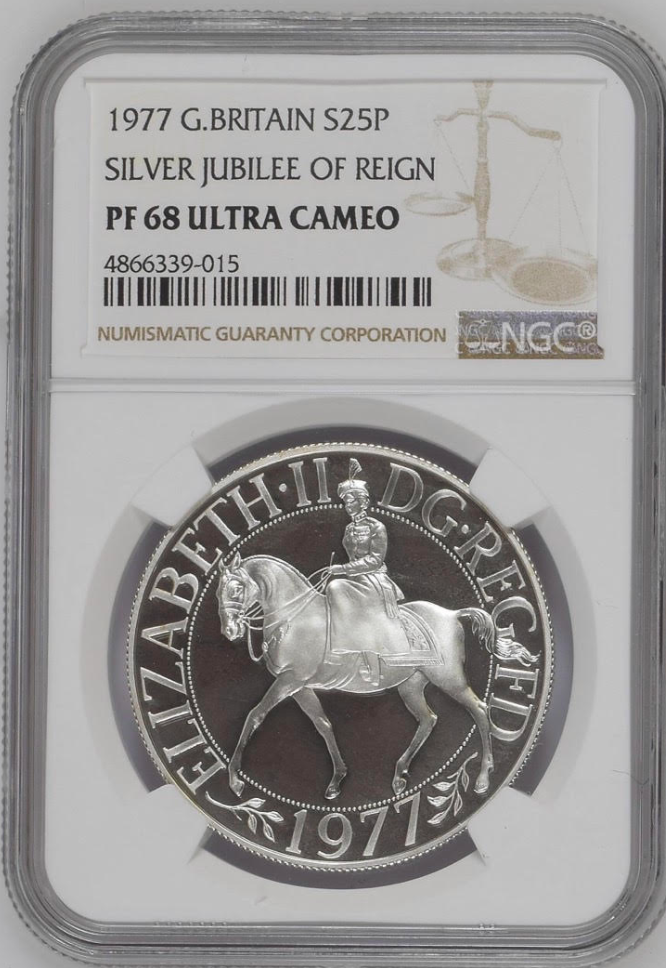 1977 G.BRITAIN S25P
SILVER JUBILEE OF REIGN
PF 68 ULTRA CAMEO
4866339-015
NUMISMATIC GUARANTY CORPORATION
NGC®
ELIZABETH·II DG·REG FD
1977